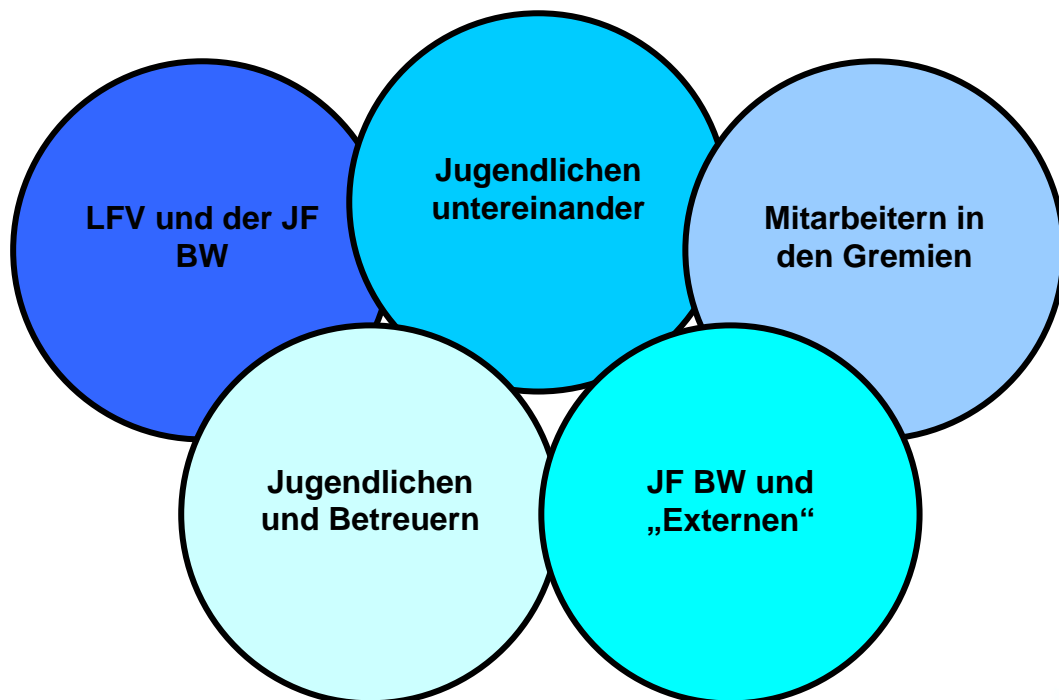 LFV und der JF
BW
Jugendlichen
untereinander
Mitarbeitern in
den Gremien
Jugendlichen
und Betreuern
JF BW und
„Externen“